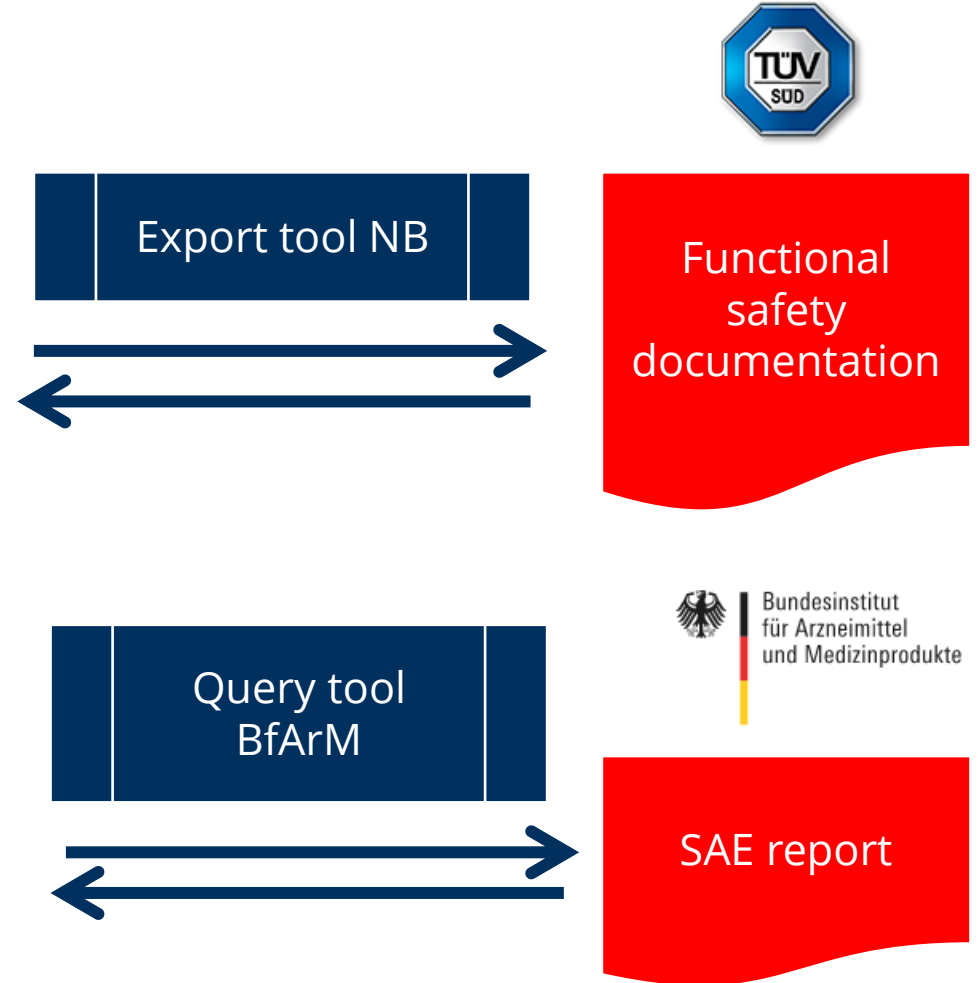 TÜV
SÜD
Export tool NB
Functional
safety
documentation
Bundesinstitut
für Arzneimittel
und Medizinprodukte
Query tool
BfArM
SAE report